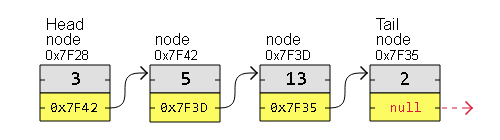 Head
node
0x7F28
3
0x7F42
node
0x7F42
5
0x7F3D
node
0x7F3D
13
0x7F35
Tail
node
0x7F35
2
null